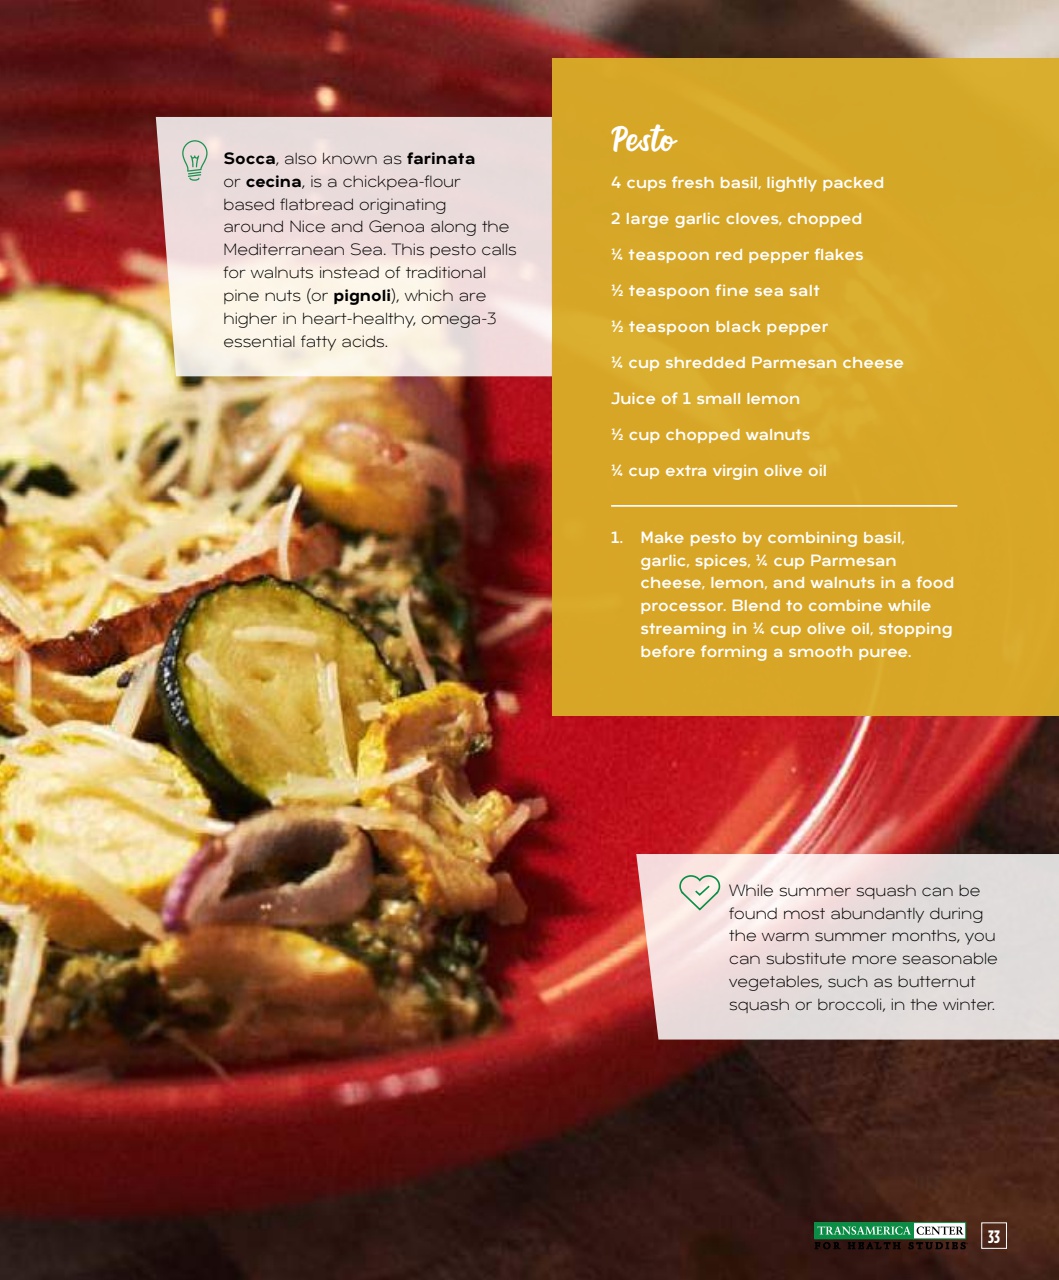 Socca, also known as farinata
or cecina, is a chickpea-flour
based flatbread originating
around Nice and Genoa along the
Mediterranean Sea. This pesto calls
for walnuts instead of traditional
pine nuts (or pignoli), which are
higher in heart-healthy, omega-3
essential fatty acids.
Pesto
4 cups fresh basil, lightly packed
2 large garlic cloves, chopped
¼ teaspoon red pepper flakes
½ teaspoon fine sea salt
½ teaspoon black pepper
¼ cup shredded Parmesan cheese
Juice of 1 small lemon
½ cup chopped walnuts
¼ cup extra virgin olive oil
1. Make pesto by combining basil,
garlic, spices, ¼ cup Parmesan
cheese, lemon, and walnuts in a food
processor. Blend to combine while
streaming in ¼ cup olive oil, stopping
before forming a smooth puree.
While summer squash can be
found most abundantly during
the warm summer months, you
can substitute more seasonable
vegetables, such as butternut
squash or broccoli, in the winter.
TRANSAMERICA CENTER
FOR HEALTH STUDIES
33